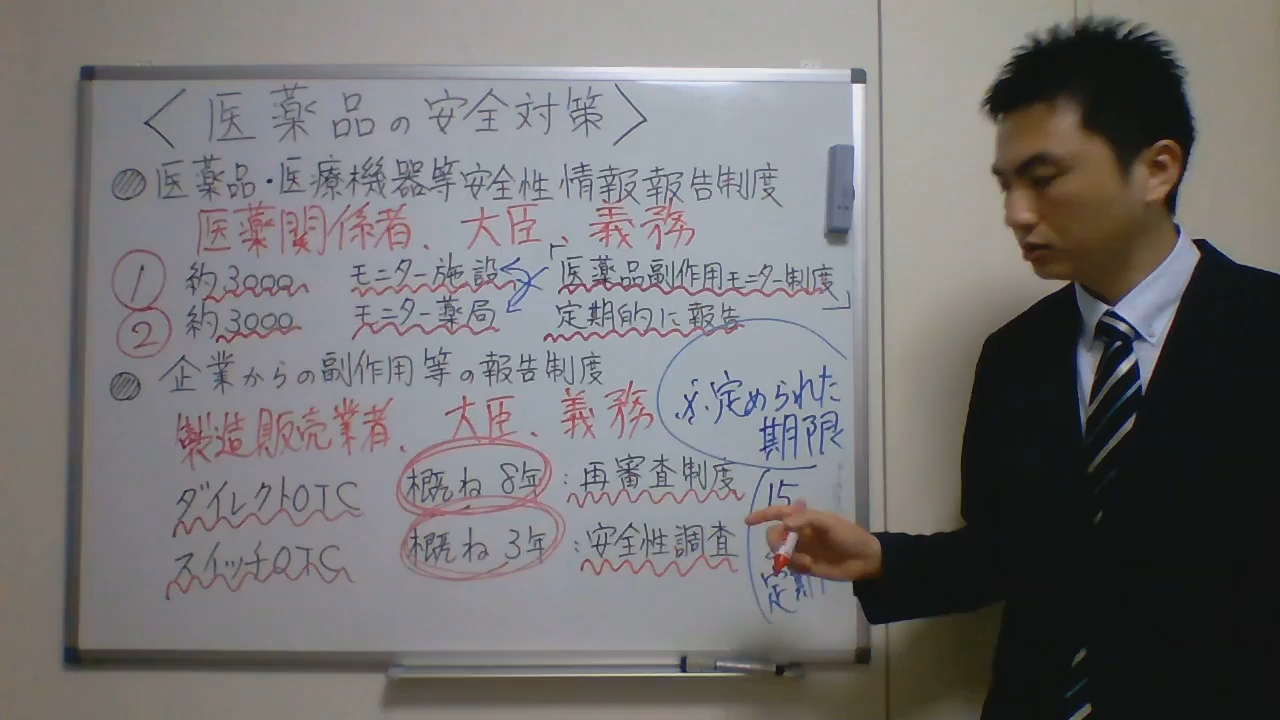 〈医薬品の安全対策〉
医薬品・医療機器等安全性情報報告制度
医薬関係者、大臣、義務
① 約3000 モニター施設 「医薬品副作用モニター制度」
② 約3000 モニター薬局 定期的に報告
企業からの副作用等の報告制度
製造販売業者、大臣、義務
※定められた
期限
ダイレクトOTC 概ね8年:再審査制度
スイッチOTC 概ね3年:安全性調査
15
定期